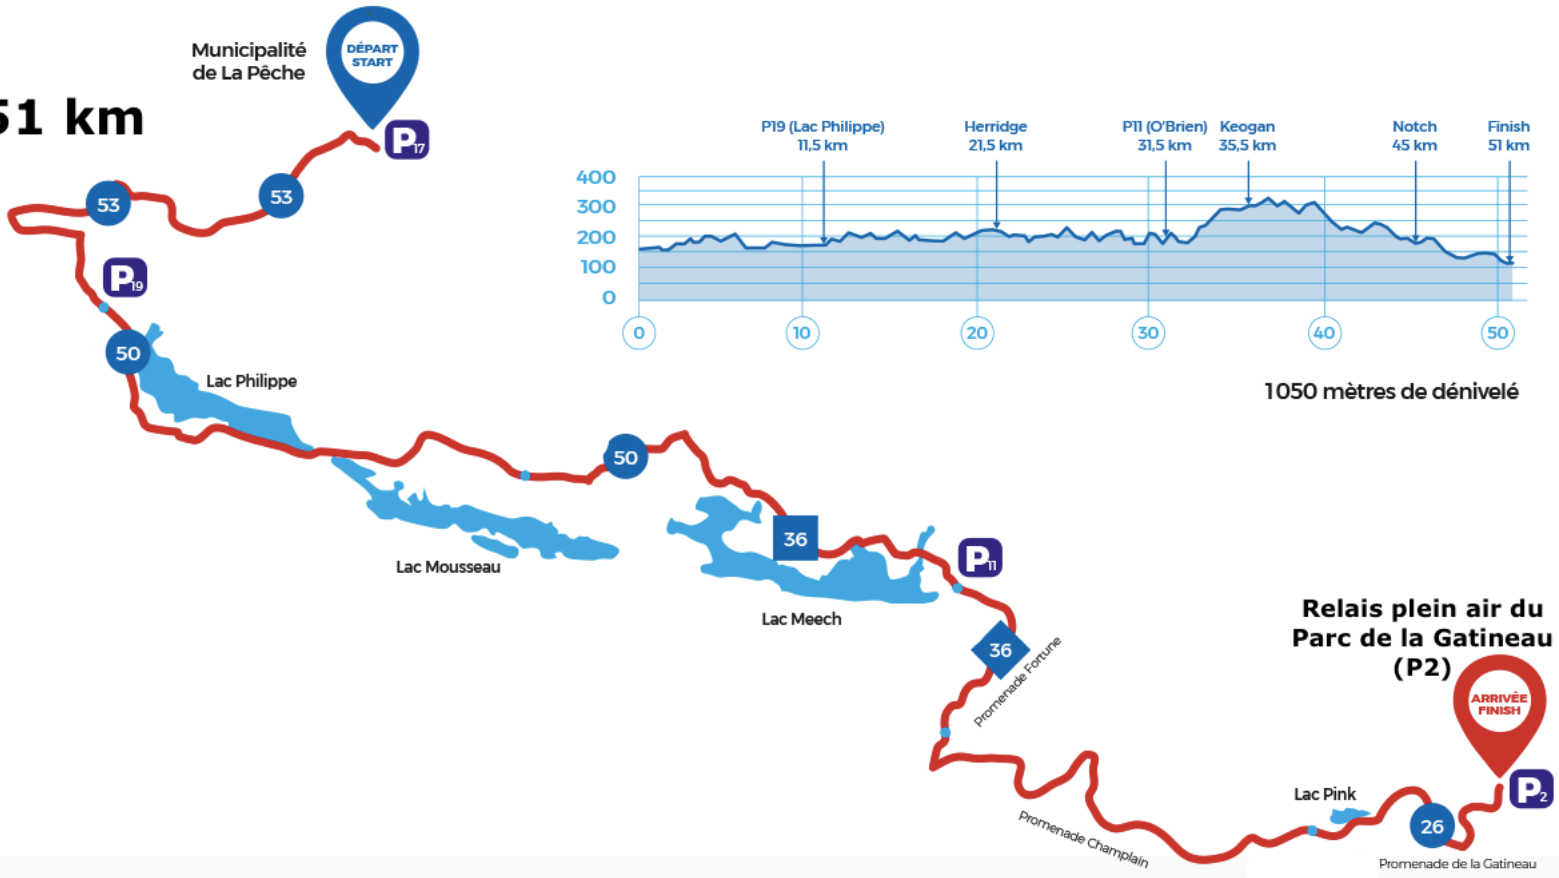 51 km
Municipalité
de La Pêche
DÉPART
START
P17
53
53
P19
50
Lac Philippe
Lac Mousseau
50
36
Lac Meech
P11
36
Promenade Fortune
Promenade Champlain
Lac Pink
26
Promenade de la Gatineau
Relais plein air du
Parc de la Gatineau
(P2)
ARRIVÉE
FINISH
P2
P19 (Lac Philippe)
11,5 km
Herridge
21,5 km
P11 (O’Brien)
31,5 km
Keogan
35,5 km
Notch
45 km
Finish
51 km
400
300
200
100
0
0
10
20
30
40
50
1 050 mètres de dénivelé